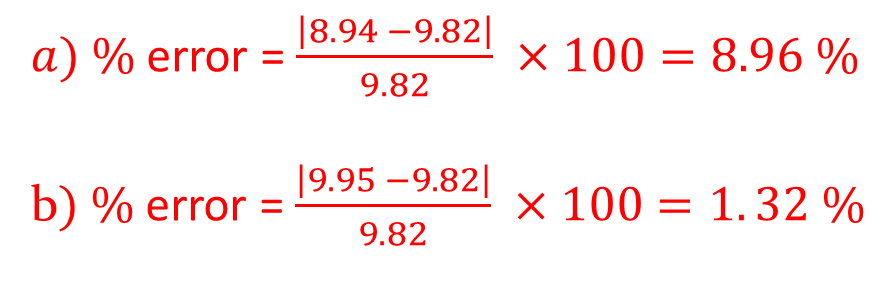 a) % error = |8.94 −9.82| / 9.82 × 100 = 8.96 %
b) % error = |9.95 −9.82| / 9.82 × 100 = 1.32 %